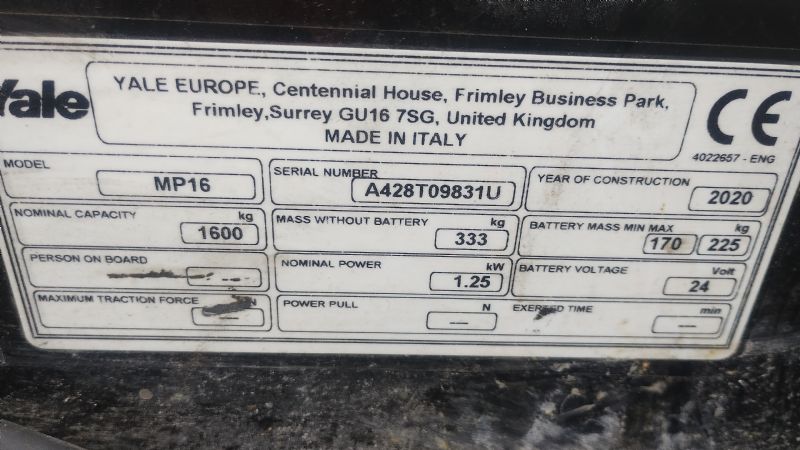 Yale
YALE EUROPE, Centennial House, Frimley Business Park,
Frimley,Surrey GU16 7SG, United Kingdom
MADE IN ITALY
CE
4022657 - ENG
MODEL
MP16
SERIAL NUMBER
A428T09831U
YEAR OF CONSTRUCTION
2020
NOMINAL CAPACITY
kg
1600
MASS WITHOUT BATTERY
kg
333
BATTERY MASS MIN MAX
kg
170
225
PERSON ON BOARD
NOMINAL POWER
kW
1.25
BATTERY VOLTAGE
Volt
24
MAXIMUM TRACTION FORCE
N
POWER PULL
N
TIME
min